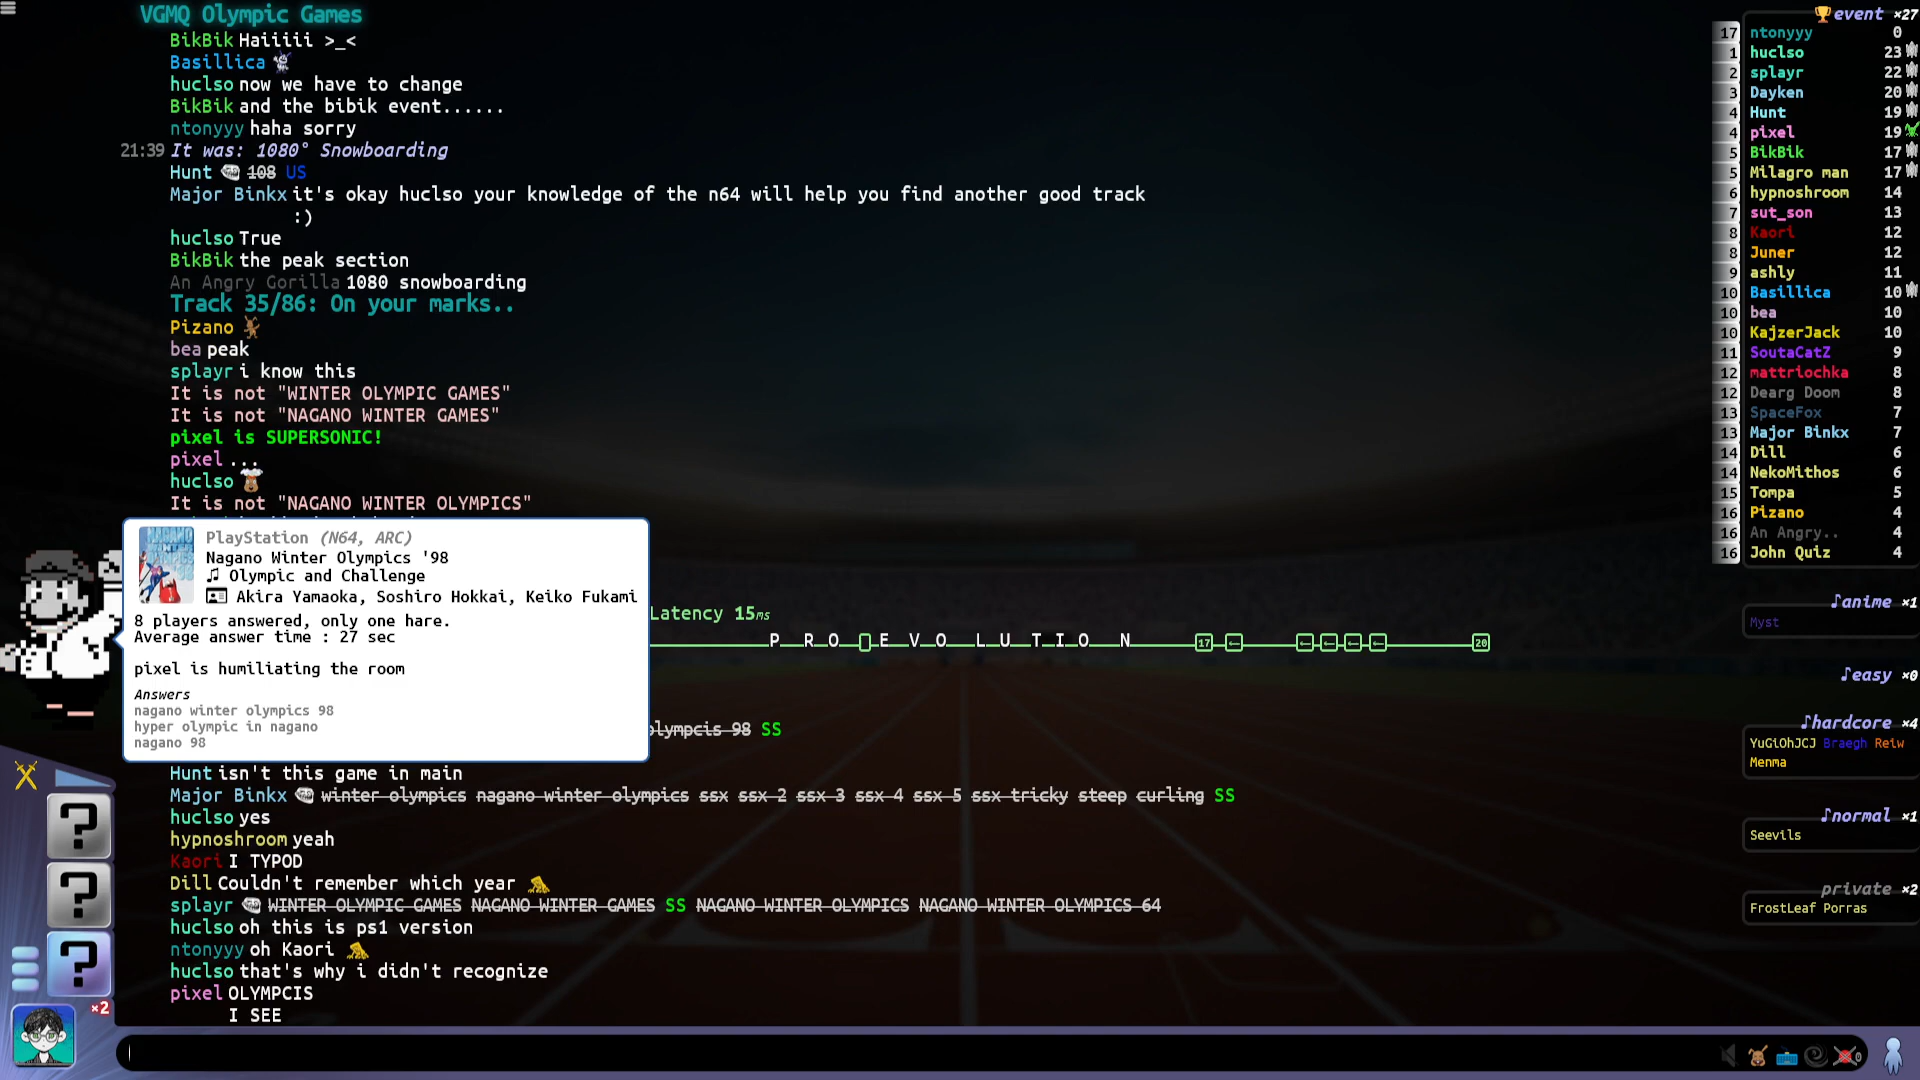 VGMQ Olympic Games
BikBik Haiiiii >_<
Basillica
huclso now we have to change
BikBik and the bibik event......
ntonyyy haha sorry
21:39 It was: 1080° Snowboarding
Hunt 108 US
Major Binkx it's okay huclso your knowledge of the n64 will help you find another good track
:)
huclso True
BikBik the peak section
An Angry Gorilla 1080 snowboarding
Track 35/86: On your marks..
Pizano
bea peak
splayr i know this
It is not "WINTER OLYMPIC GAMES"
It is not "NAGANO WINTER GAMES"
pixel is SUPERSONIC!
pixel ...
huclso
It is not "NAGANO WINTER OLYMPICS"
PlayStation (N64, ARC)
Nagano Winter Olympics '98
Olympic and Challenge
Akira Yamaoka, Soshiro Hokkai, Keiko Fukami
8 players answered, only one hare.
Average answer time : 27 sec
pixel is humiliating the room
Answers
nagano winter olympics 98
hyper olympic in nagano
nagano 98
Latency 15ms
P R O E V O L U T I O N 17 20
olympcis 98 SS
Hunt isn't this game in main
Major Binkx winter olympics nagano winter olympics ssx ssx 2 ssx 3 ssx 4 ssx 5 ssx tricky steep curling SS
huclso yes
hypnoshroom yeah
Kaori I TYPOD
Dill Couldn't remember which year
splayr WINTER OLYMPIC GAMES NAGANO WINTER GAMES SS NAGANO WINTER OLYMPICS NAGANO WINTER OLYMPICS 64
huclso oh this is ps1 version
ntonyyy oh Kaori
huclso that's why i didn't recognize
pixel OLYMPCIS
I SEE
×2
event ×27
17 ntonyyy 0
1 huclso 23
2 splayr 22
3 Dayken 20
4 Hunt 19
4 pixel 19
5 BikBik 17
5 Milagro man 17
6 hypnoshroom 14
7 sut_son 13
8 Kaori 12
8 Juner 12
9 ashly 11
10 Basillica 10
10 bea 10
10 KajzerJack 10
11 SoutaCatZ 9
12 mattriochka 8
12 Dearg Doom 8
13 SpaceFox 7
13 Major Binkx 7
14 Dill 6
14 NekoMithos 6
15 Tompa 5
16 Pizano 4
16 An Angry.. 4
16 John Quiz 4
anime ×1
Myst
easy ×0
hardcore ×4
YuGiOhJCJ Braegh Reiw
Menma
normal ×1
Seevils
private ×2
FrostLeaf Porras
0